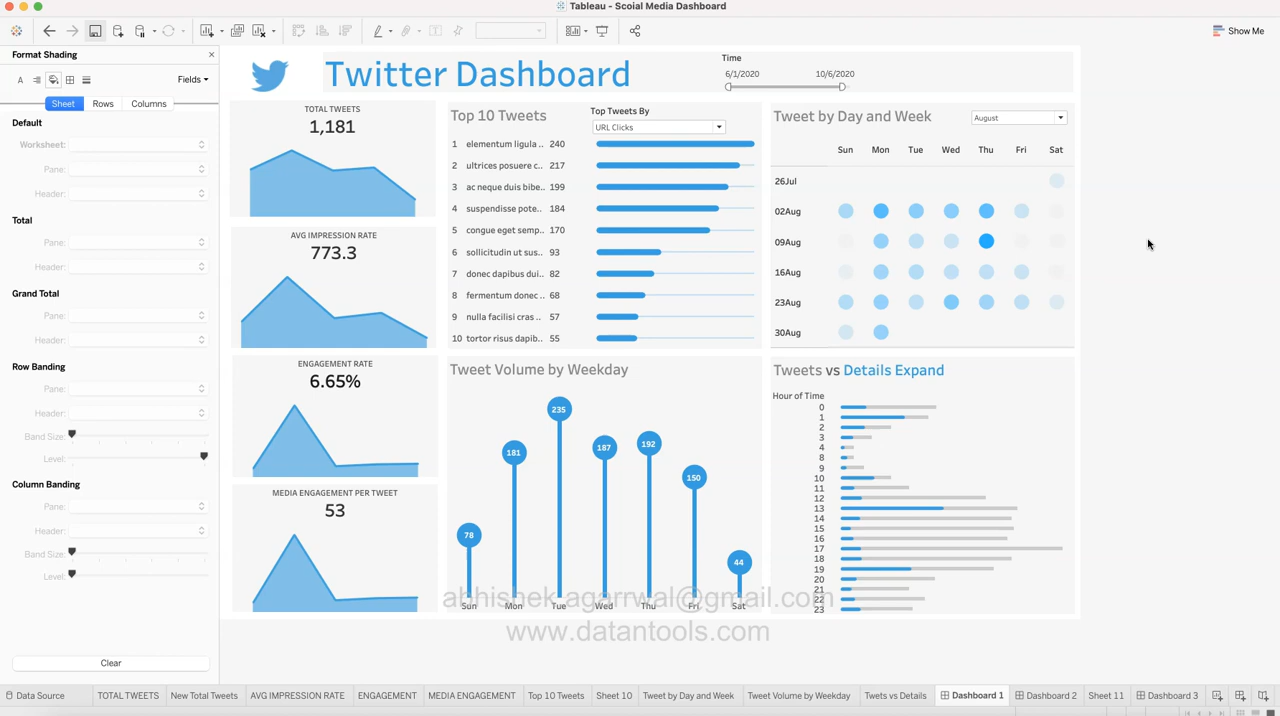 Tableau - Scoial Media Dashboard
Show Me
Format Shading
Fields
Sheet Rows Columns
Default
Worksheet:
Pane:
Header:
Total
Pane:
Header:
Grand Total
Pane:
Header:
Row Banding
Pane:
Header:
Band Size:
Level:
Column Banding
Pane:
Header:
Band Size:
Level:
Clear
Twitter Dashboard
Time
6/1/2020 10/6/2020
TOTAL TWEETS
1,181
AVG IMPRESSION RATE
773.3
ENGAGEMENT RATE
6.65%
MEDIA ENGAGEMENT PER TWEET
53
Top 10 Tweets
Top Tweets By
URL Clicks
1 elementum ligula .. 240
2 ultrices posuere c.. 217
3 ac neque duis bibe.. 199
4 suspendisse pote.. 184
5 congue eget semp.. 170
6 sollicitudin ut sus.. 93
7 donec dapibus dui.. 82
8 fermentum donec .. 68
9 nulla facilisi cras .. 57
10 tortor risus dapib.. 55
Tweet by Day and Week
August
Sun Mon Tue Wed Thu Fri Sat
26Jul
02Aug
09Aug
16Aug
23Aug
30Aug
Tweet Volume by Weekday
78 181 235 187 192 150 44
Sun Mon Tue Wed Thu Fri Sat
Tweets vs Details Expand
Hour of Time
0
1
2
3
4
8
9
10
11
12
13
14
15
16
17
18
19
20
21
22
23
abhishek.agarrwal@gmail.com
www.datantools.com
Data Source TOTAL TWEETS New Total Tweets AVG IMPRESSION RATE ENGAGEMENT MEDIA ENGAGEMENT Top 10 Tweets Sheet 10 Tweet by Day and Week Tweet Volume by Weekday Twets vs Details Dashboard 1 Dashboard 2 Sheet 11 Dashboard 3